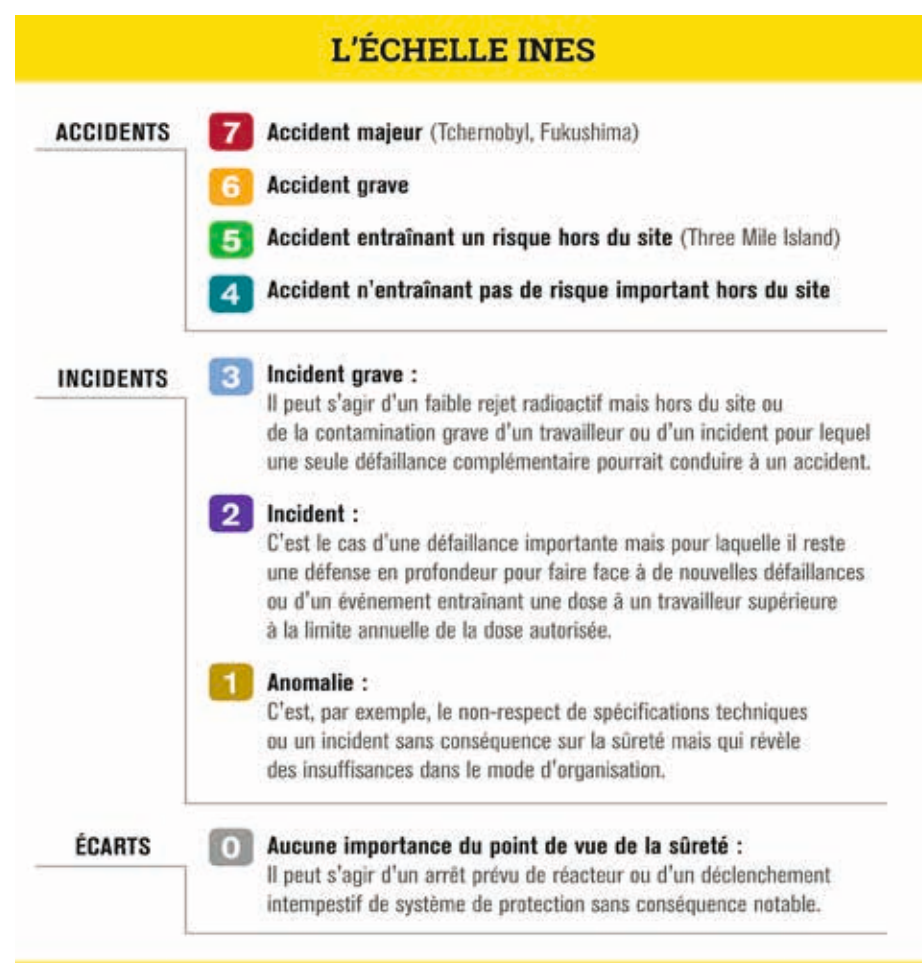 L'ÉCHELLE INES
ACCIDENTS
7 Accident majeur (Tchernobyl, Fukushima)
6 Accident grave
5 Accident entraînant un risque hors du site (Three Mile Island)
4 Accident n'entraînant pas de risque important hors du site
INCIDENTS
3 Incident grave :
Il peut s'agir d'un faible rejet radioactif mais hors du site ou
de la contamination grave d'un travailleur ou d'un incident pour lequel
une seule défaillance complémentaire pourrait conduire à un accident.
2 Incident :
C'est le cas d'une défaillance importante mais pour laquelle il reste
une défense en profondeur pour faire face à de nouvelles défaillances
ou d'un événement entraînant une dose à un travailleur supérieure
à la limite annuelle de la dose autorisée.
1 Anomalie :
C'est, par exemple, le non-respect de spécifications techniques
ou un incident sans conséquence sur la sûreté mais qui révèle
des insuffisances dans le mode d'organisation.
ÉCARTS
0 Aucune importance du point de vue de la sûreté :
Il peut s'agir d'un arrêt prévu de réacteur ou d'un déclenchement
intempestif de système de protection sans conséquence notable.